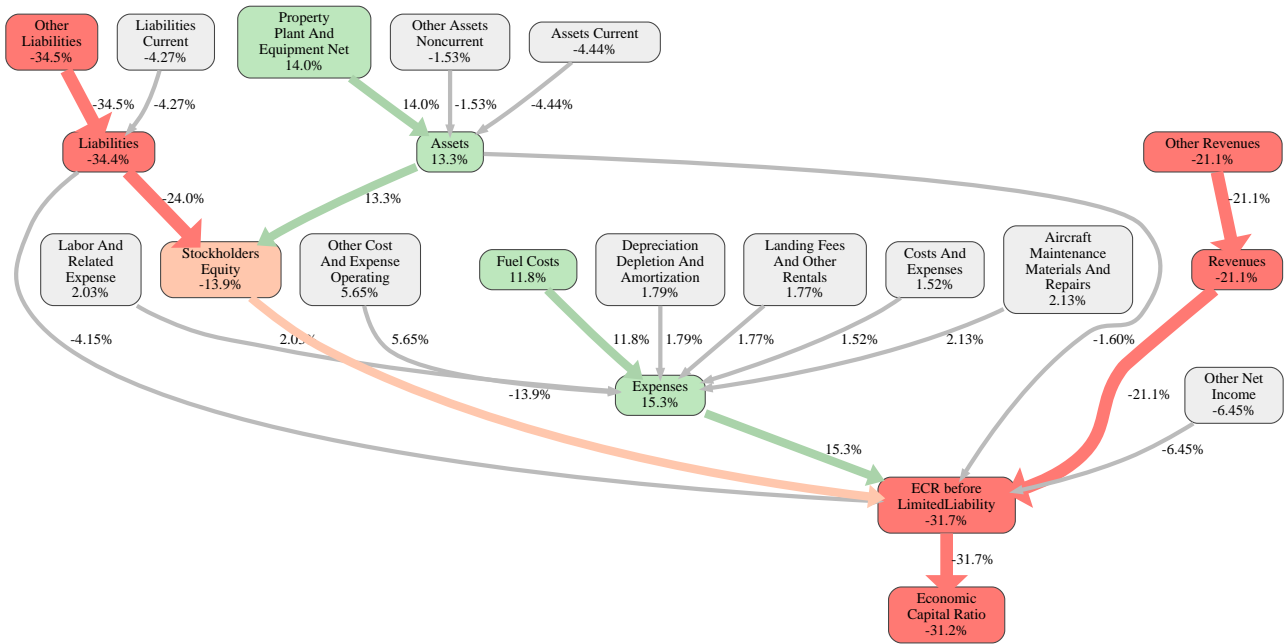 Other
Liabilities
-34.5%
Liabilities
Current
-4.27%
Property
Plant And
Equipment Net
14.0%
Other Assets
Noncurrent
-1.53%
Assets Current
-4.44%
-34.5%
-4.27%
14.0%
-1.53%
-4.44%
Liabilities
-34.4%
Assets
13.3%
Other Revenues
-21.1%
-24.0%
13.3%
-21.1%
Labor And
Related
Expense
2.03%
Stockholders
Equity
-13.9%
Other Cost
And Expense
Operating
5.65%
Fuel Costs
11.8%
Depreciation
Depletion And
Amortization
1.79%
Landing Fees
And Other
Rentals
1.77%
Costs And
Expenses
1.52%
Aircraft
Maintenance
Materials And
Repairs
2.13%
Revenues
-21.1%
-4.15%
2.03%
5.65%
11.8%
1.79%
1.77%
1.52%
2.13%
-1.60%
Expenses
15.3%
-13.9%
-21.1%
Other Net
Income
-6.45%
15.3%
-6.45%
ECR before
LimitedLiability
-31.7%
-31.7%
Economic
Capital Ratio
-31.2%